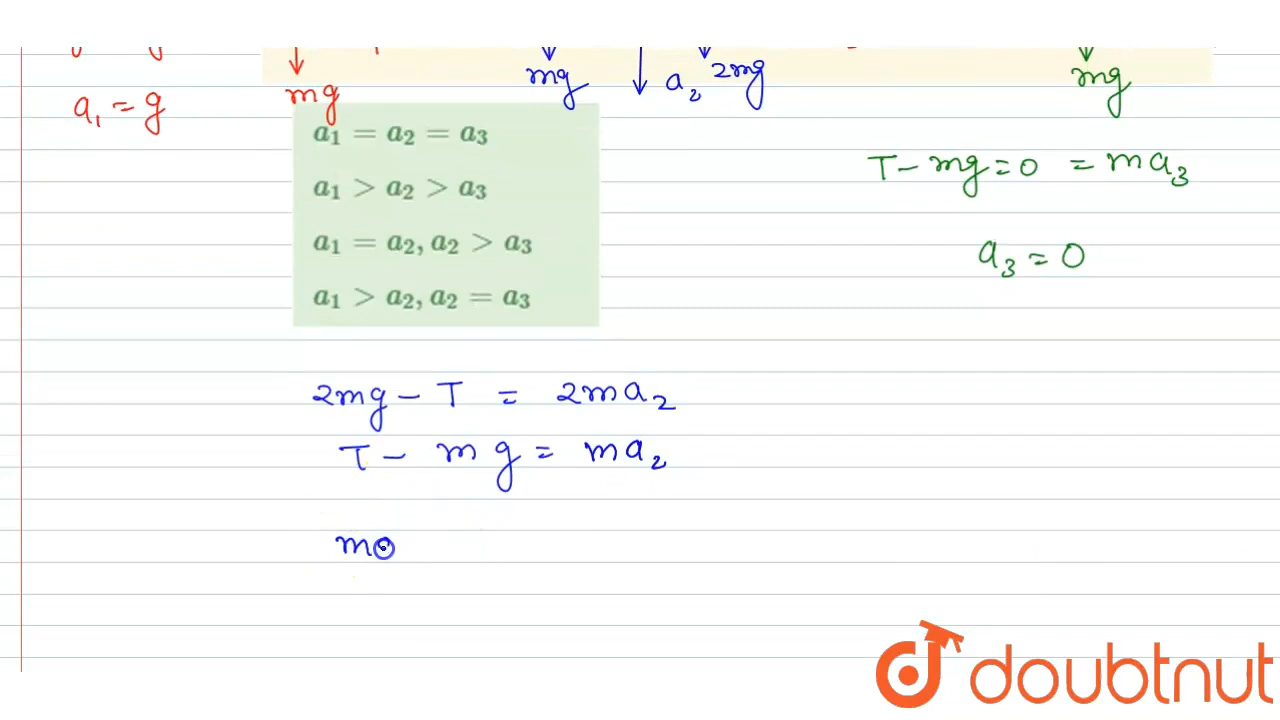 mg
a₂ 2mg
mg
a₁ = g
mg
a₁ = a₂ = a₃
a₁ > a₂ > a₃
a₁ = a₂, a₂ > a₃
a₁ > a₂, a₂ = a₃
T - mg = 0 = ma₃
a₃ = 0
2mg - T = 2ma₂
T - mg = ma₂
m
doubtnut